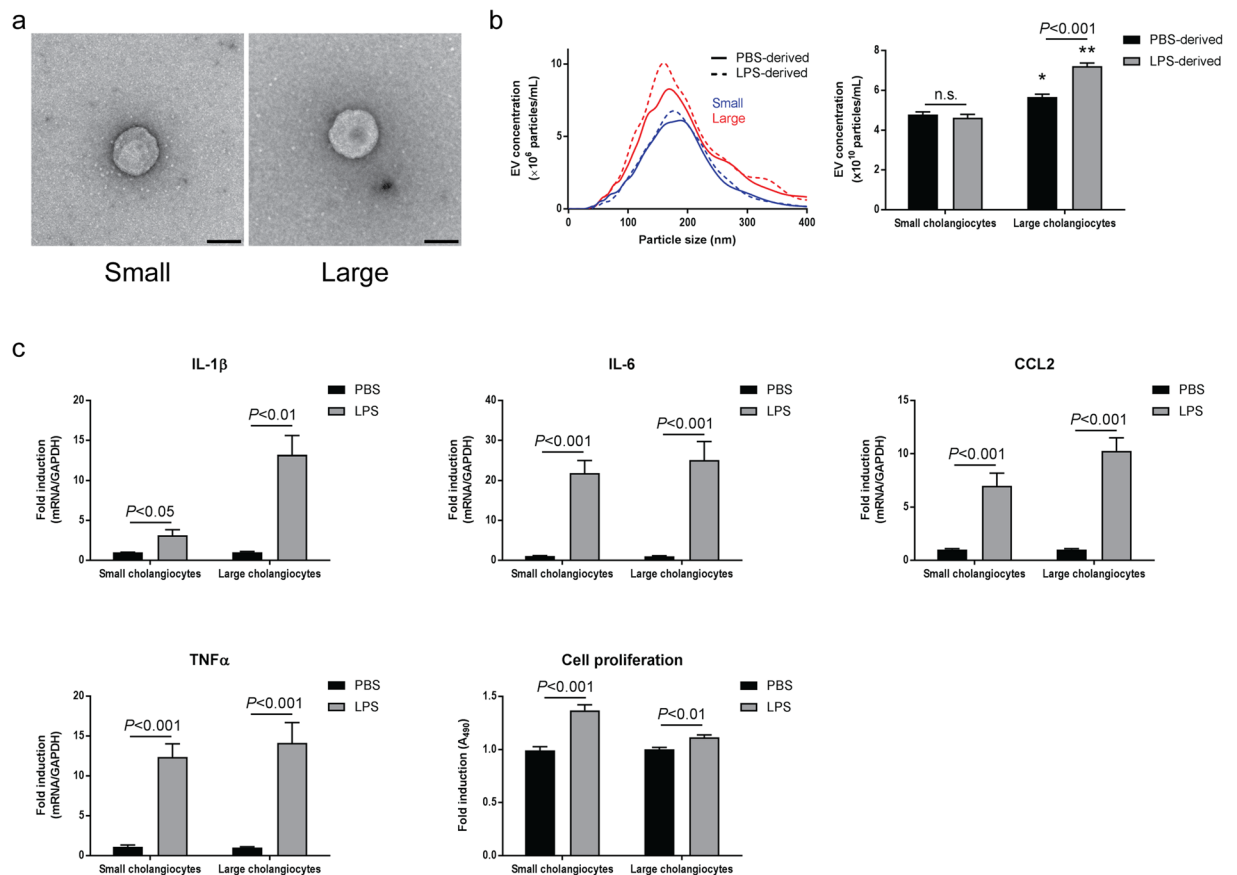 a
Small
Large
b
EV concentration
(×10⁶ particles/mL)
10
5
0
0
100
200
300
400
Particle size (nm)
PBS-derived
LPS-derived
Small
Large
EV concentration
(x10¹⁰ particles/mL)
8
6
4
2
0
n.s.
P<0.001
*
**
Small cholangiocytes
Large cholangiocytes
PBS-derived
LPS-derived
c
IL-1β
Fold induction
(mRNA/GAPDH)
20
15
10
5
0
P<0.05
P<0.01
Small cholangiocytes
Large cholangiocytes
PBS
LPS
IL-6
Fold induction
(mRNA/GAPDH)
40
30
20
10
0
P<0.001
P<0.001
Small cholangiocytes
Large cholangiocytes
PBS
LPS
CCL2
Fold induction
(mRNA/GAPDH)
15
10
5
0
P<0.001
P<0.001
Small cholangiocytes
Large cholangiocytes
PBS
LPS
TNFα
Fold induction
(mRNA/GAPDH)
20
15
10
5
0
P<0.001
P<0.001
Small cholangiocytes
Large cholangiocytes
PBS
LPS
Cell proliferation
Fold induction (A₄₉₀)
1.5
1.0
0.5
0.0
P<0.001
P<0.01
Small cholangiocytes
Large cholangiocytes
PBS
LPS